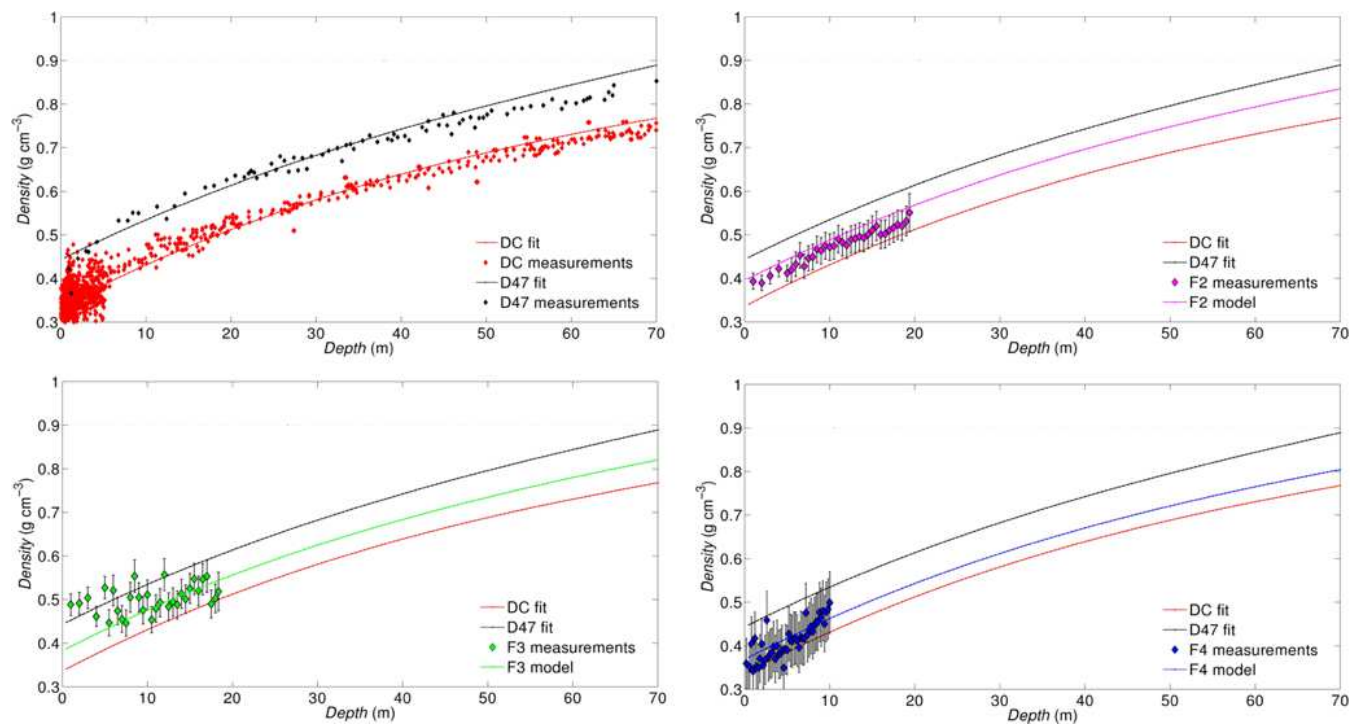 1
0.9
0.8
0.7
0.6
0.5
0.4
0.3
Density (g cm⁻³)
0 10 20 30 40 50 60 70
Depth (m)
DC fit
DC measurements
D47 fit
D47 measurements
1
0.9
0.8
0.7
0.6
0.5
0.4
0.3
Density (g cm⁻³)
0 10 20 30 40 50 60 70
Depth (m)
DC fit
D47 fit
F2 measurements
F2 model
1
0.9
0.8
0.7
0.6
0.5
0.4
0.3
Density (g cm⁻³)
0 10 20 30 40 50 60 70
Depth (m)
DC fit
D47 fit
F3 measurements
F3 model
1
0.9
0.8
0.7
0.6
0.5
0.4
0.3
Density (g cm⁻³)
0 10 20 30 40 50 60 70
Depth (m)
DC fit
D47 fit
F4 measurements
F4 model